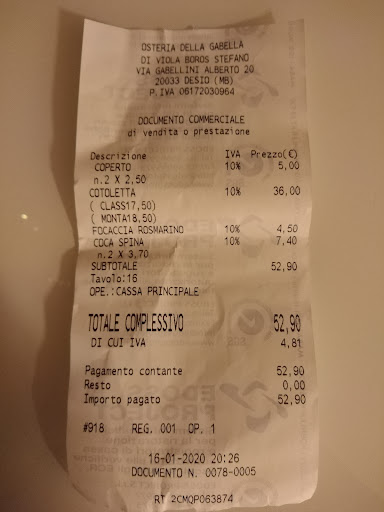 OSTERIA DELLA GABELLA
DI VIOLA BOROS STEFANO
VIA GABELLINI ALBERTO 20
20033 DESIO (MB)
P.IVA 06172030964
DOCUMENTO COMMERCIALE
di vendita o prestazione
Descrizione IVA Prezzo(€)
COPERTO 10% 5,00
n.2 X 2,50
COTOLETTA 10% 36,00
( CLASS17,50)
( MONTA18,50)
FOCACCIA ROSMARINO 10% 4,50
COCA SPINA 10% 7,40
n.2 X 3,70
SUBTOTALE 52,90
Tavolo:16
OPE.:CASSA PRINCIPALE
TOTALE COMPLESSIVO 52,90
DI CUI IVA 4,81
Pagamento contante 52,90
Resto 0,00
Importo pagato 52,90
#918 REG. 001 OP. 1
16-01-2020 20:26
DOCUMENTO N. 0078-0005
RT 2CMQP063874